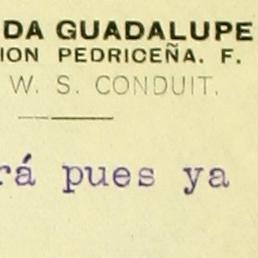 DA GUADALUPE
ION PEDRICEÑA. F.
W. S. CONDUIT.
rá pues ya